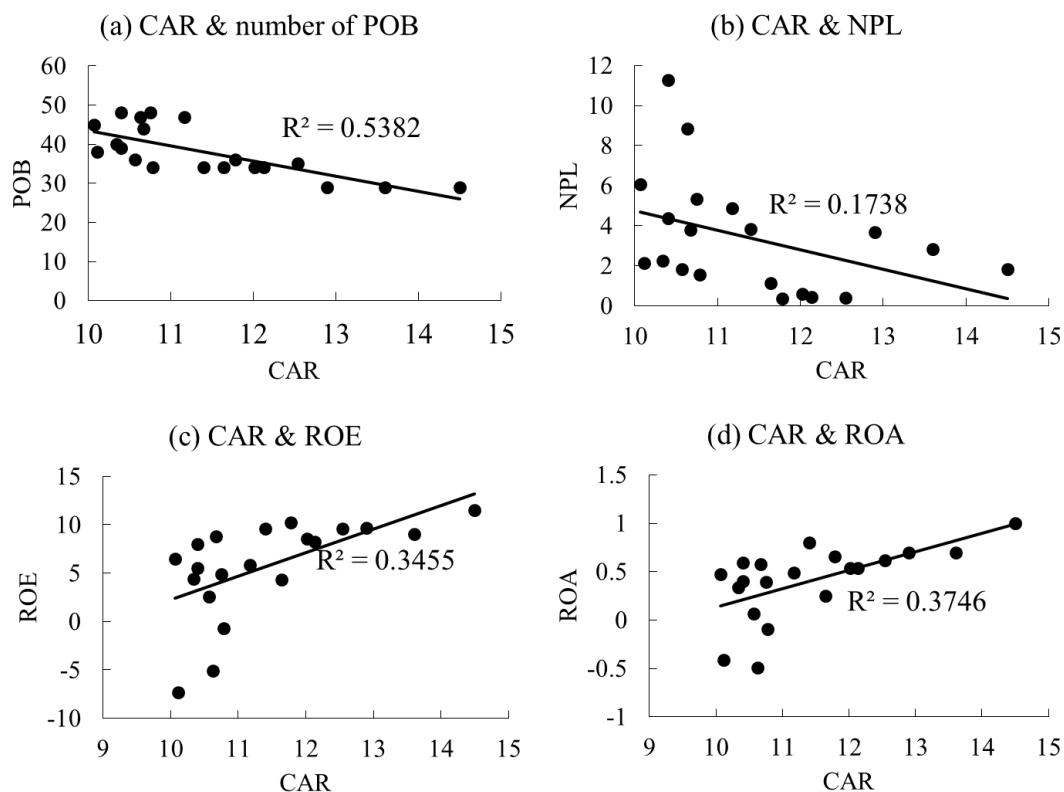 (a) CAR & number of POB
60
50
40
30
20
10
0
POB
R² = 0.5382
10 11 12 13 14 15
CAR
(b) CAR & NPL
12
10
8
6
4
2
0
NPL
R² = 0.1738
10 11 12 13 14 15
CAR
(c) CAR & ROE
15
10
5
0
-5
-10
ROE
R² = 0.3455
9 10 11 12 13 14 15
CAR
(d) CAR & ROA
1.5
1
0.5
0
-0.5
-1
ROA
R² = 0.3746
9 10 11 12 13 14 15
CAR